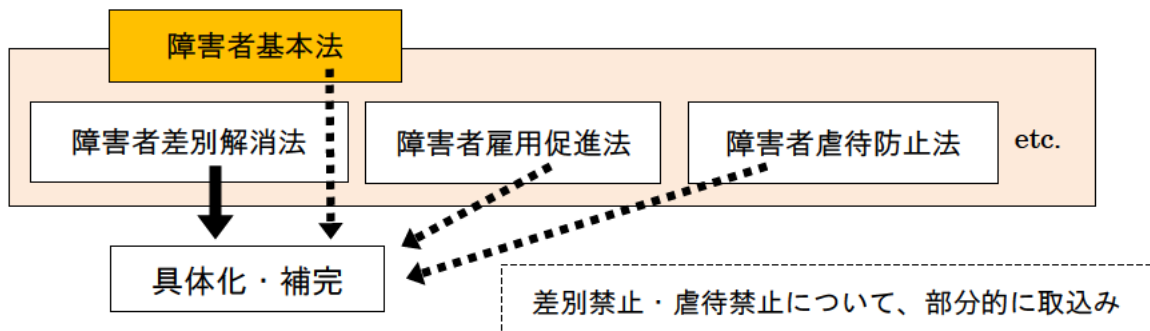 障害者基本法
障害者差別解消法
障害者雇用促進法
障害者虐待防止法
etc.
具体化・補完
差別禁止・虐待禁止について、部分的に取込み